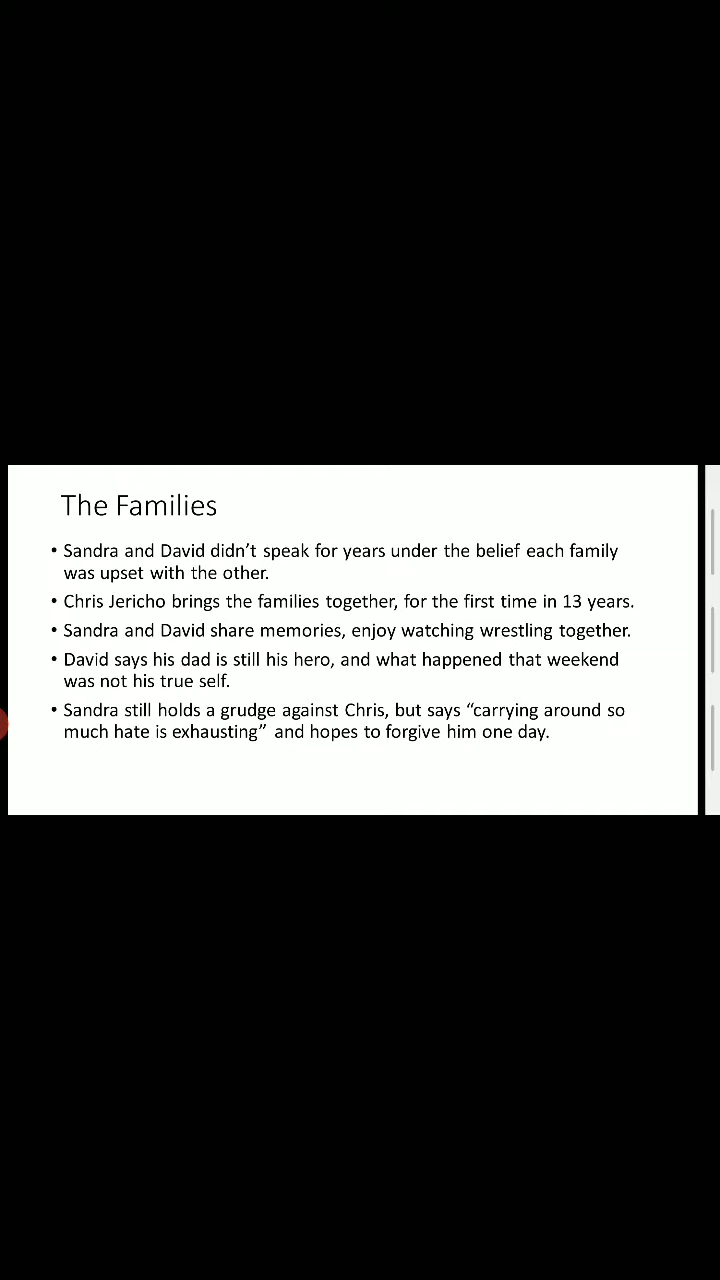 The Families
• Sandra and David didn’t speak for years under the belief each family
was upset with the other.
• Chris Jericho brings the families together, for the first time in 13 years.
• Sandra and David share memories, enjoy watching wrestling together.
• David says his dad is still his hero, and what happened that weekend
was not his true self.
• Sandra still holds a grudge against Chris, but says “carrying around so
much hate is exhausting” and hopes to forgive him one day.